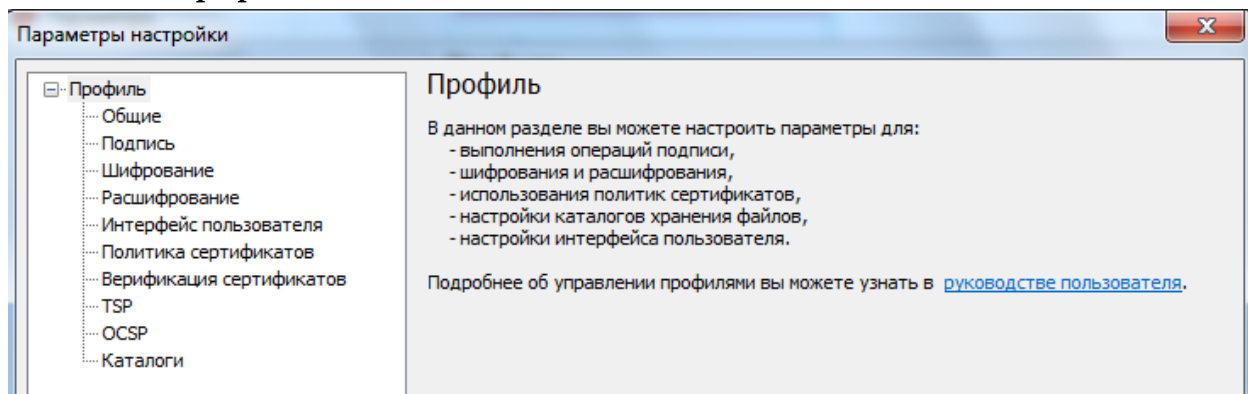 Параметры настройки
Профиль
Общие
Подпись
Шифрование
Расшифрование
Интерфейс пользователя
Политика сертификатов
Верификация сертификатов
TSP
OCSP
Каталоги
Профиль
В данном разделе вы можете настроить параметры для:
- выполнения операций подписи,
- шифрования и расшифрования,
- использования политик сертификатов,
- настройки каталогов хранения файлов,
- настройки интерфейса пользователя.
Подробнее об управлении профилями вы можете узнать в руководстве пользователя.